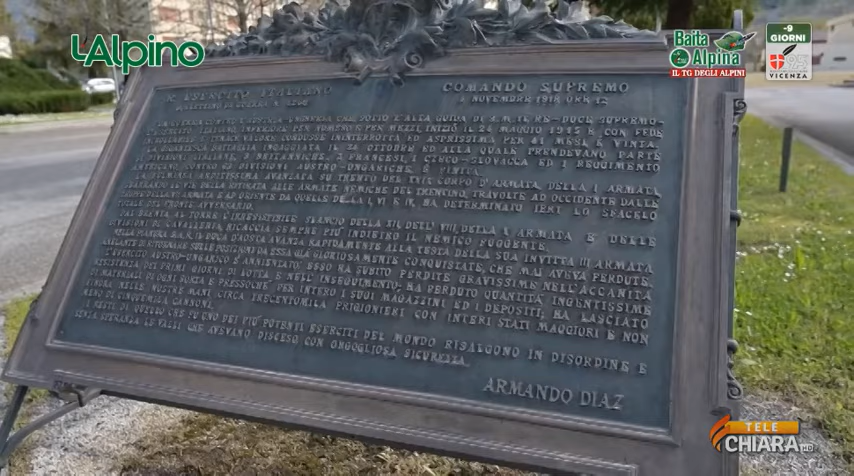 L'Alpino
Baita Alpina
IL TG DEGLI ALPINI
-9
GIORNI
VICENZA
R. ESERCITO ITALIANO
COMANDO SUPREMO
4 NOVEMBRE 1918 ORE 12
LA GUERRA CONTRO L'AUSTRIA-UNGHERIA CHE SOTTO L'ALTA GUIDA DI S.M. IL RE-DUCE SUPREMO-
L'ESERCITO ITALIANO, INFERIORE PER NUMERO E PER MEZZI, INIZIÒ IL 24 MAGGIO 1915 E CON FEDE
INCROLLABILE E TENACE VALORE CONDUSSE ININTERROTTA ED ASPRISSIMA PER 41 MESI, È VINTA.
LA GIGANTESCA BATTAGLIA INGAGGIATA IL 24 OTTOBRE ED ALLA QUALE PRENDEVANO PARTE
DIVISIONI ITALIANE, 3 BRITANNICHE, 2 FRANCESI, 1 CZECO-SLOVACCA ED 1 REGGIMENTO
CONTRO 63 DIVISIONI AUSTRO-UNGARICHE, È FINITA.
LA FULMINEA ARDITISSIMA AVANZATA SU TRENTO DEL XXIX CORPO D'ARMATA DELLA I ARMATA
SBARRANDO LE VIE DELLA RITIRATA ALLE ARMATE NEMICHE DEL TRENTINO, TRAVOLTE AD OCCIDENTE DALLE
TRUPPE DELLA VII ARMATA E AD ORIENTE DA QUELLE DELLA I, VI E IV, HA DETERMINATO IERI LO SFACELO
TOTALE DEL FRONTE AVVERSARIO.
DAL BRENTA AL TORRE L'IRRESISTIBILE SLANCIO DELLA XII, DELL' VIII, DELLA X ARMATA E DELLE
DIVISIONI DI CAVALLERIA, RICACCIA SEMPRE PIÙ INDIETRO IL NEMICO FUGGENTE.
NELLA PIANURA S.A.R. IL DUCA D'AOSTA AVANZA RAPIDAMENTE ALLA TESTA DELLA SUA INVITTA III ARMATA
ANELANTE DI RITORNARE SULLE POSIZIONI DA ESSA GIÀ GLORIOSAMENTE CONQUISTATE, CHE MAI AVEVA PERDUTE.
L'ESERCITO AUSTRO-UNGARICO È ANNIENTATO: ESSO HA SUBITO PERDITE GRAVISSIME NELL'ACCANITA
RESISTENZA DEI PRIMI GIORNI DI LOTTA E NELL'INSEGUIMENTO; HA PERDUTO QUANTITÀ INGENTISSIME
DI MATERIALE DI OGNI SORTA E PRESSOCHÈ PER INTERO I SUOI MAGAZZINI ED I DEPOSITI; HA LASCIATO
FINORA NELLE NOSTRE MANI CIRCA TRECENTOMILA PRIGIONIERI CON INTERI STATI MAGGIORI E NON
MENO DI CINQUEMILA CANNONI.
I RESTI DI QUELLO CHE FU UNO DEI PIÙ POTENTI ESERCITI DEL MONDO RISALGONO IN DISORDINE E
SENZA SPERANZA LE VALLI CHE AVEVANO DISCESO CON ORGOGLIOSA SICUREZZA.
ARMANDO DIAZ
TELE
CHIARA HD